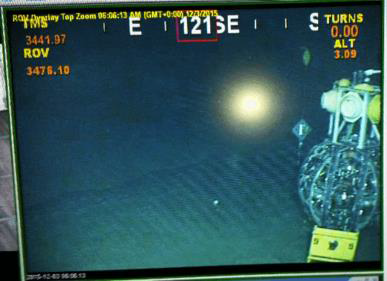 ROV Overlay Top Zoom 06:06:13 AM (GMT+0:00) 12/3/2015
E 121 SE S
TMS
3441.97
ROV
3476.10
TURNS
0.00
ALT
3.09
2015-12-03 06:06:13